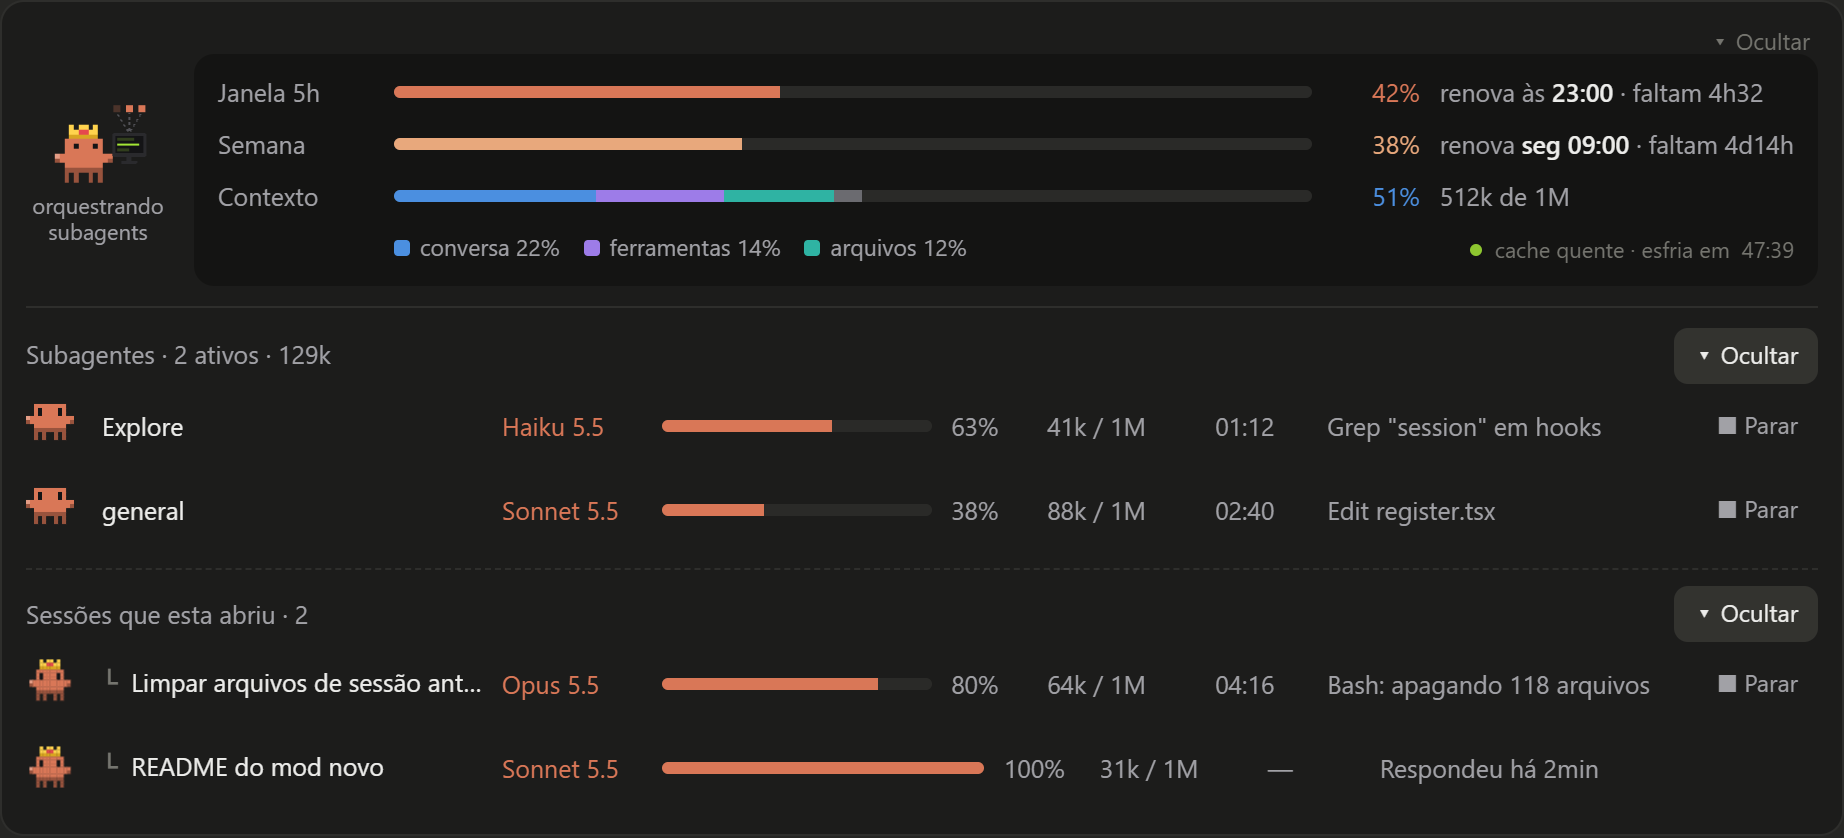 ▼ Ocultar
Janela 5h 42% renova às 23:00 · faltam 4h32
Semana 38% renova seg 09:00 · faltam 4d14h
Contexto 51% 512k de 1M
orquestrando
subagents
conversa 22% ferramentas 14% arquivos 12% cache quente · esfria em 47:39
Subagentes · 2 ativos · 129k ▼ Ocultar
Explore Haiku 5.5 63% 41k / 1M 01:12 Grep "session" em hooks Parar
general Sonnet 5.5 38% 88k / 1M 02:40 Edit register.tsx Parar
Sessões que esta abriu · 2 ▼ Ocultar
└ Limpar arquivos de sessão ant... Opus 5.5 80% 64k / 1M 04:16 Bash: apagando 118 arquivos Parar
└ README do mod novo Sonnet 5.5 100% 31k / 1M — Respondeu há 2min